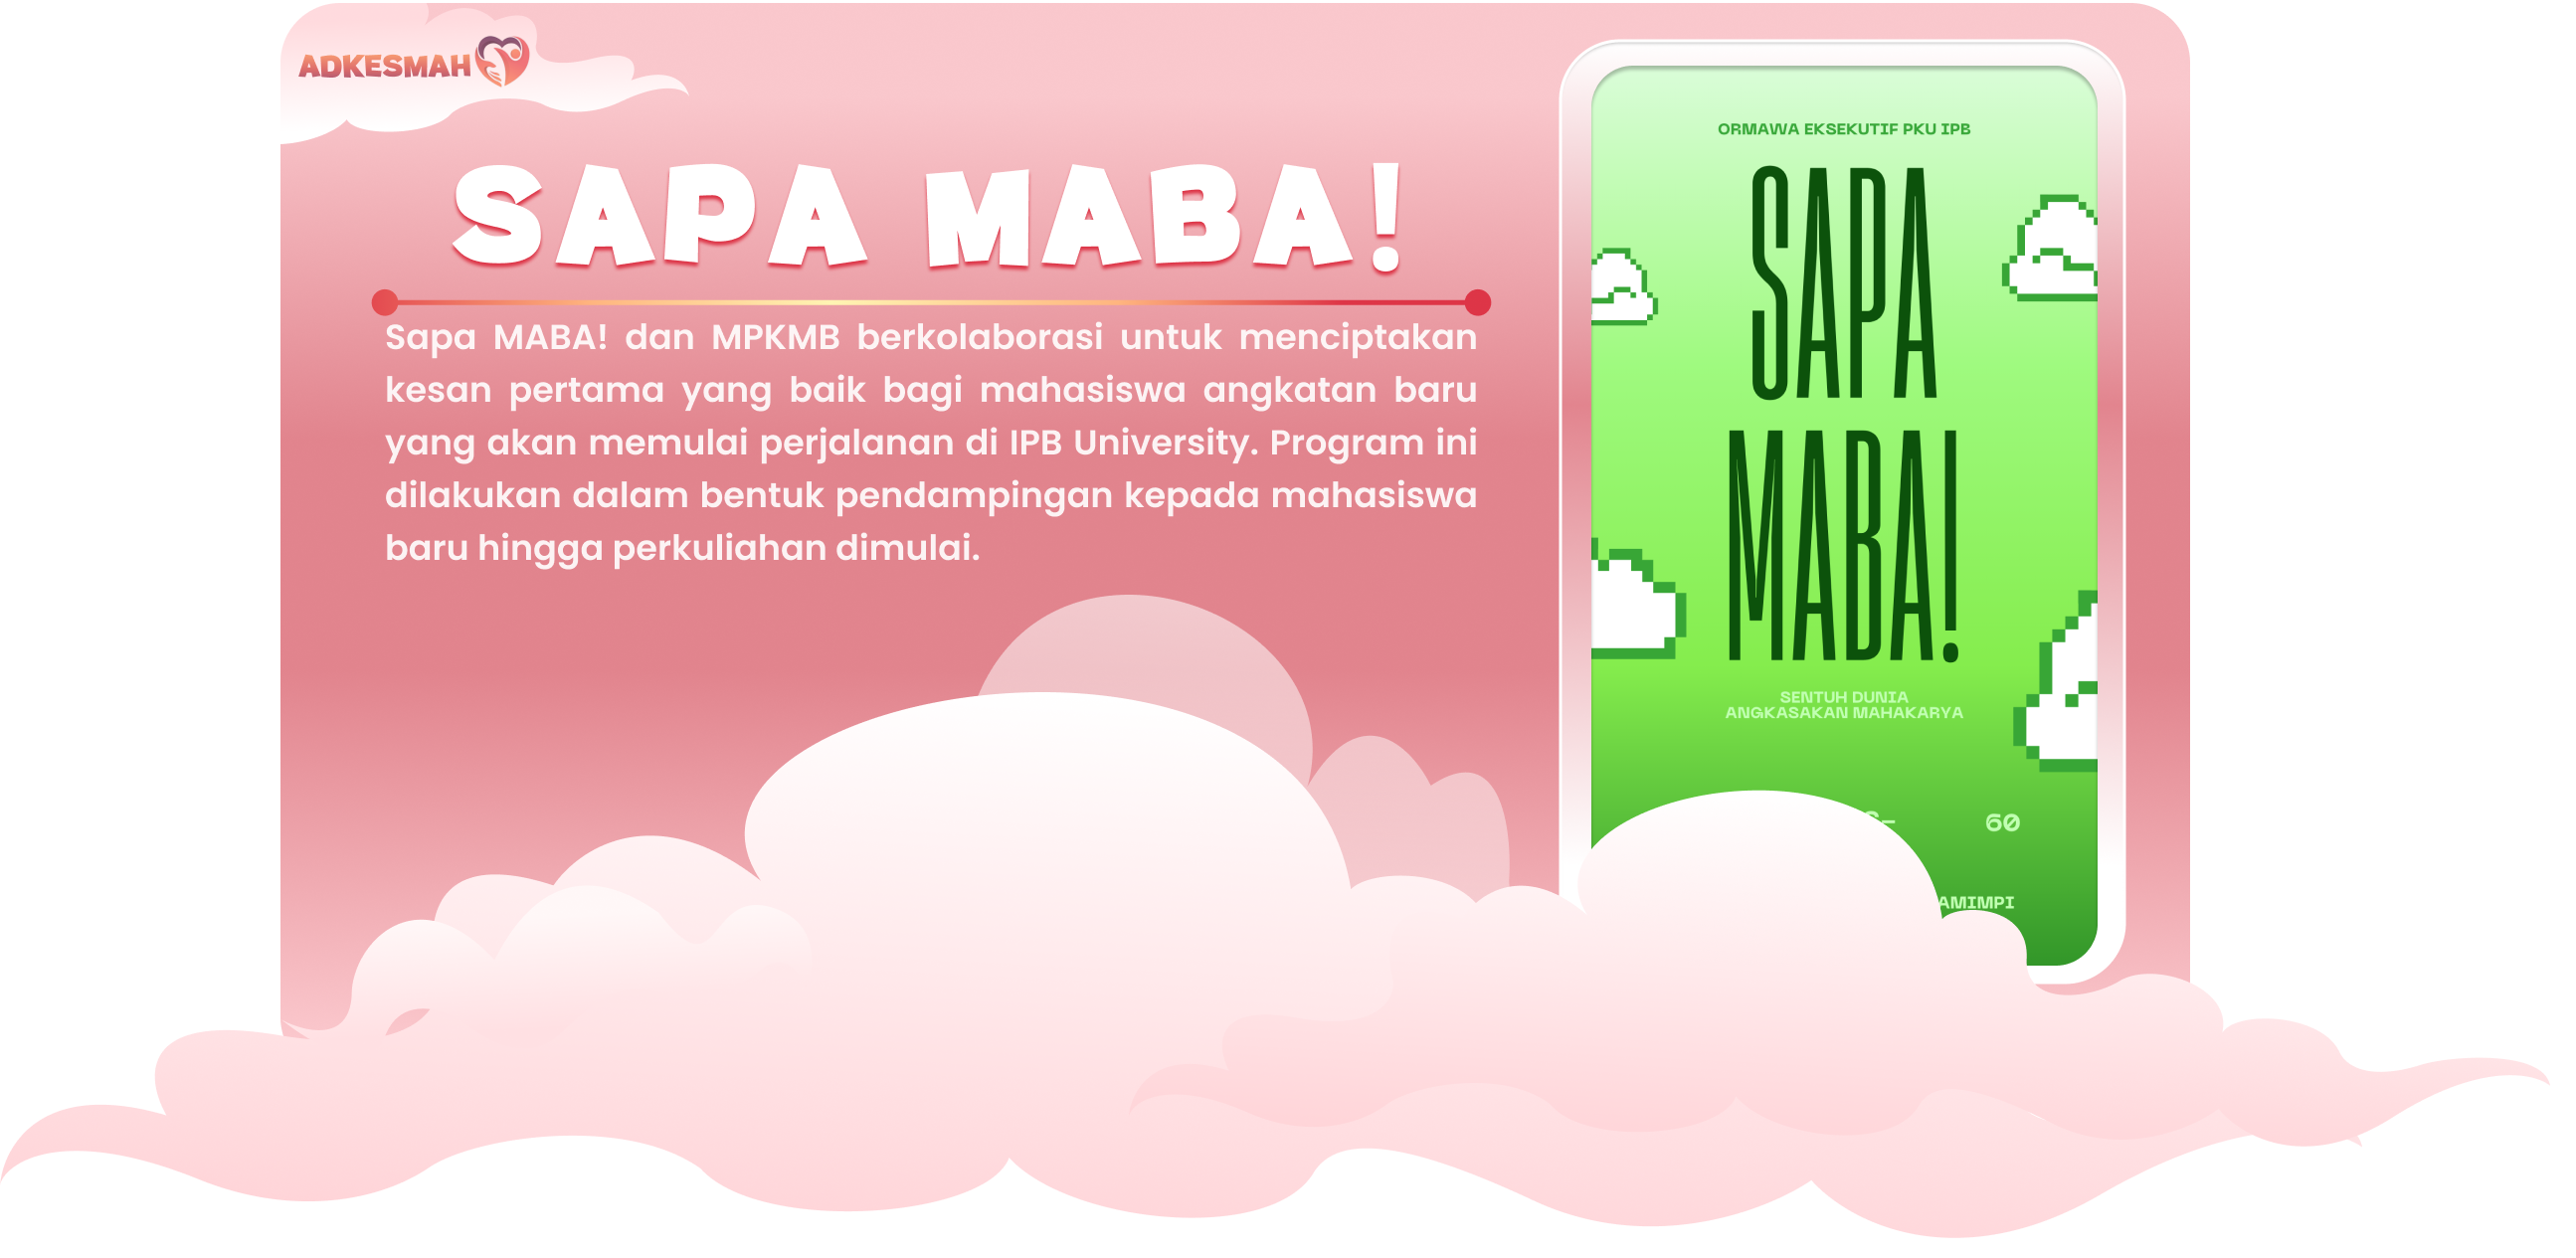 ADKESMAH
SAPA MABA!
Sapa MABA! dan MPKMB berkolaborasi untuk menciptakan
kesan pertama yang baik bagi mahasiswa angkatan baru
yang akan memulai perjalanan di IPB University. Program ini
dilakukan dalam bentuk pendampingan kepada mahasiswa
baru hingga perkuliahan dimulai.
ORMAWA EKSEKUTIF PKU IPB
SAPA
MABA!
SENTUH DUNIA
ANGKASAKAN MAHAKARYA
60